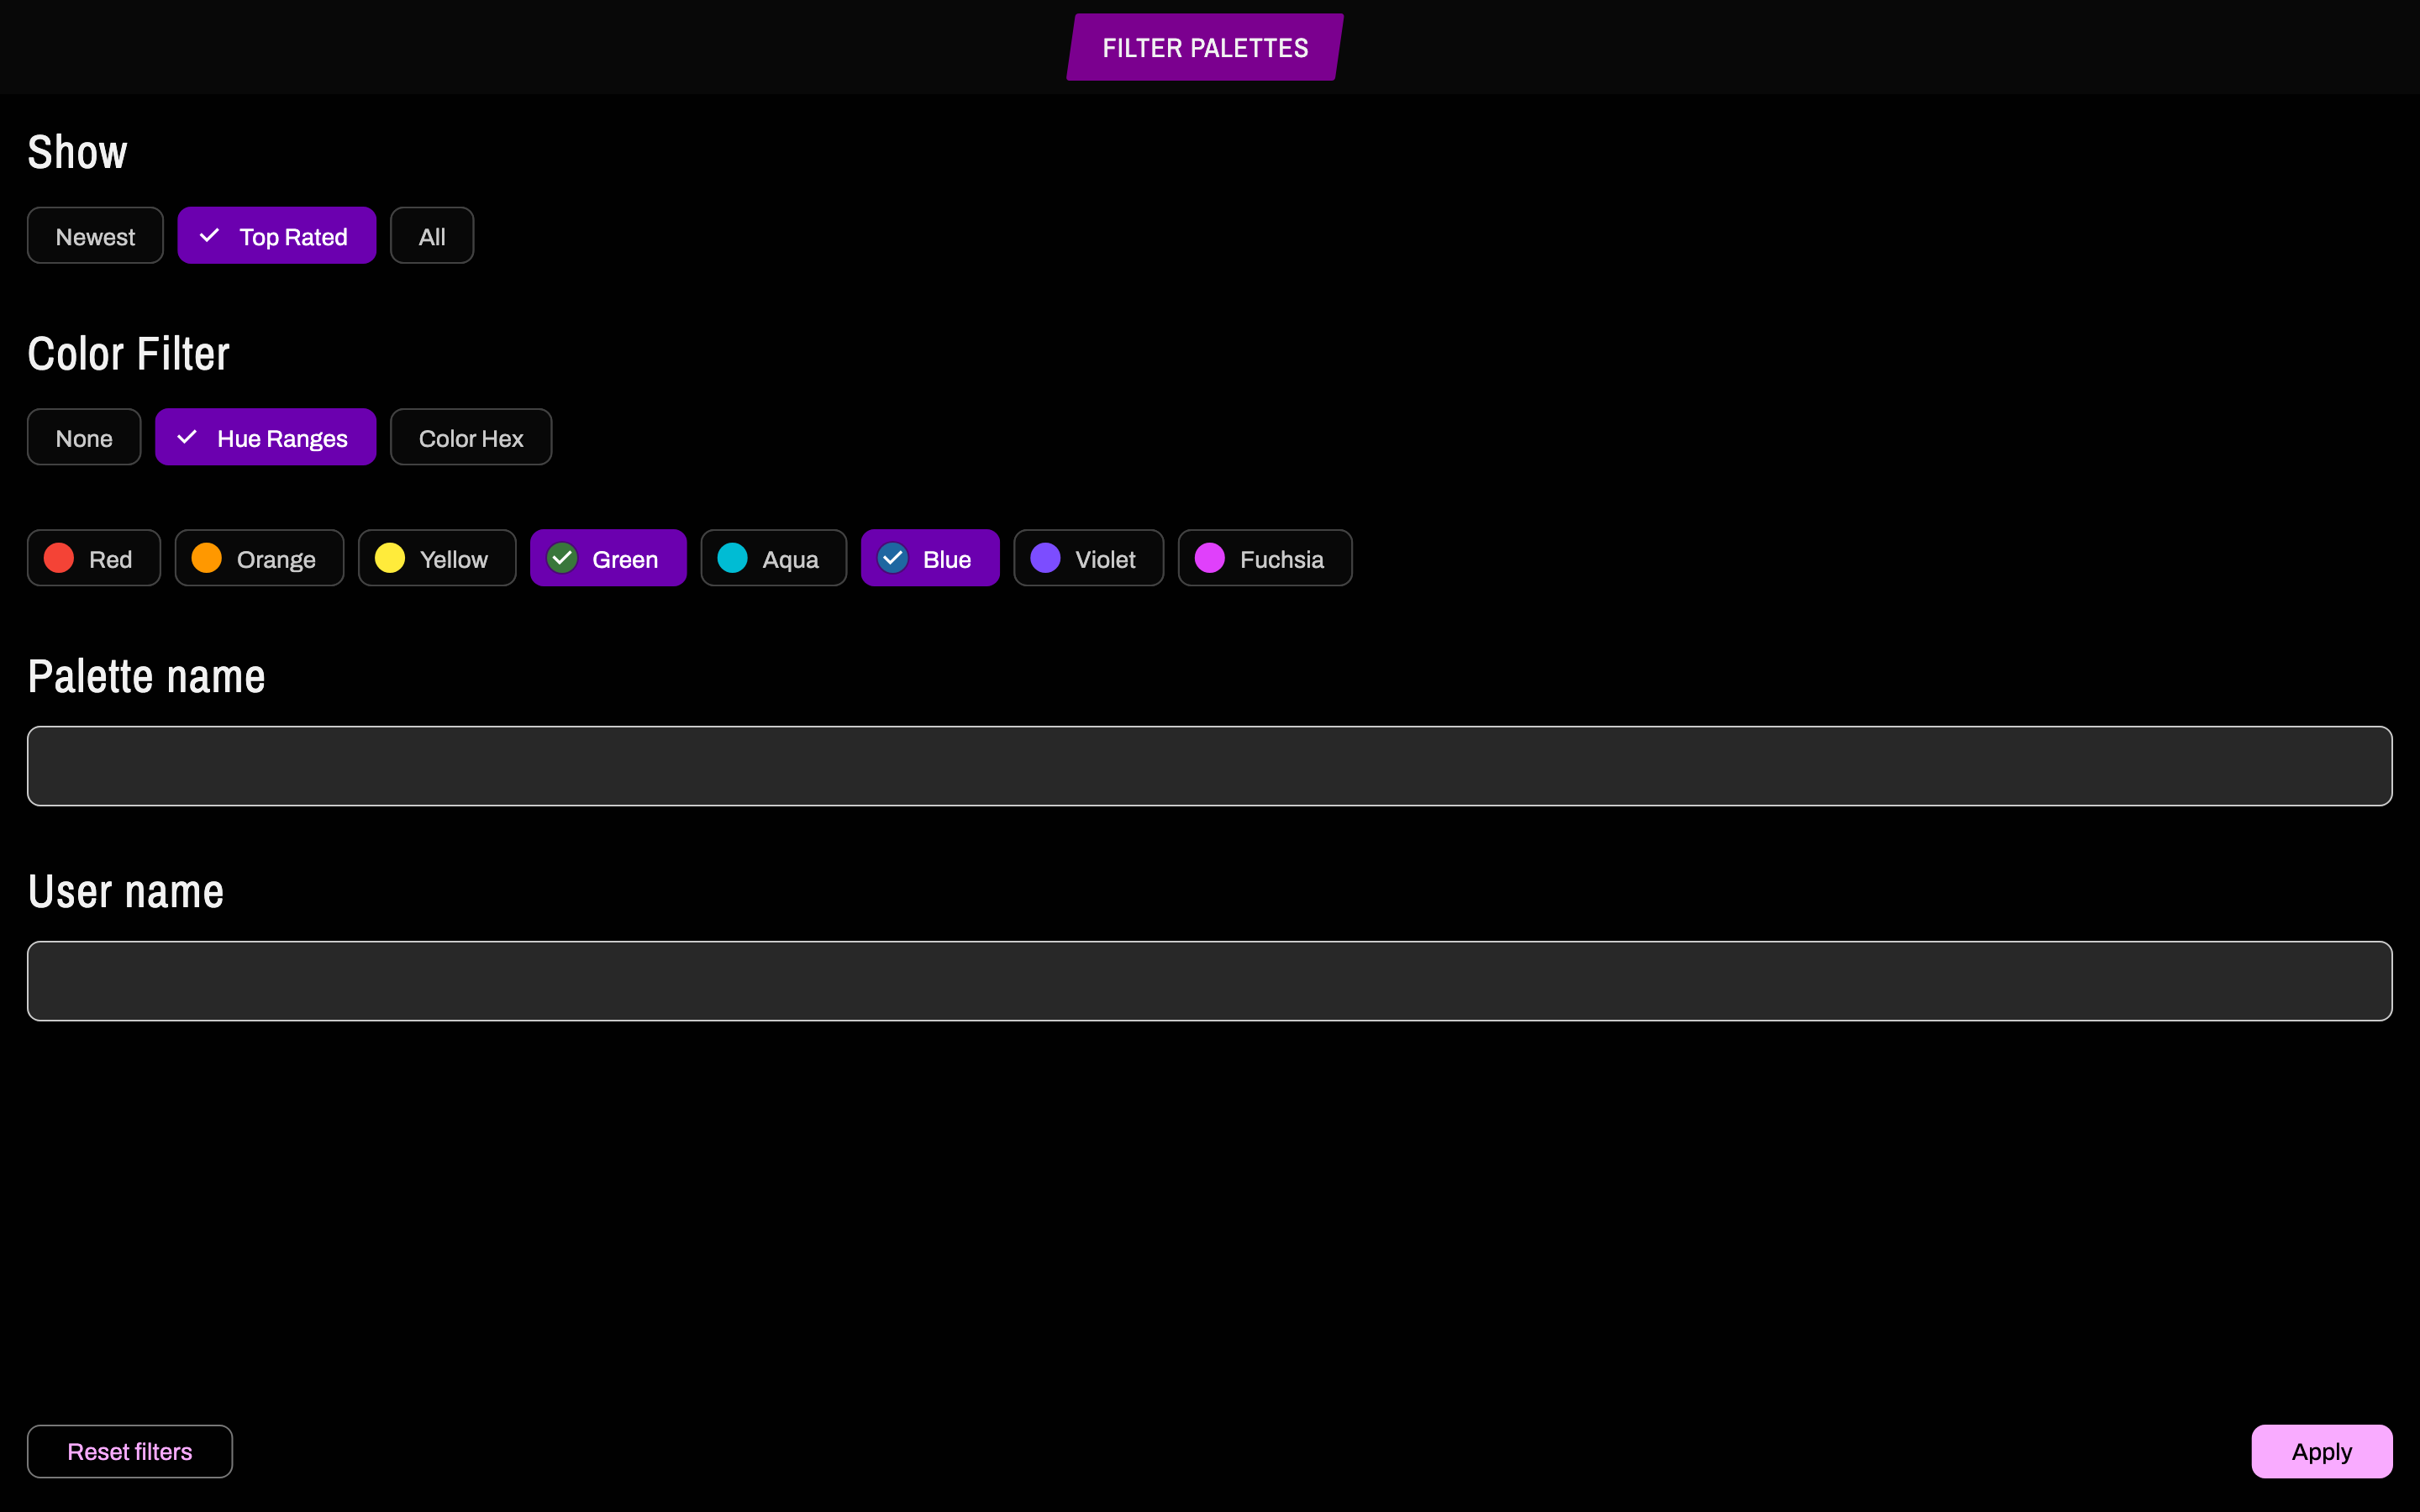 FILTER PALETTES
Show
Newest Top Rated All
Color Filter
None Hue Ranges Color Hex
Red Orange Yellow Green Aqua Blue Violet Fuchsia
Palette name
User name
Reset filters Apply